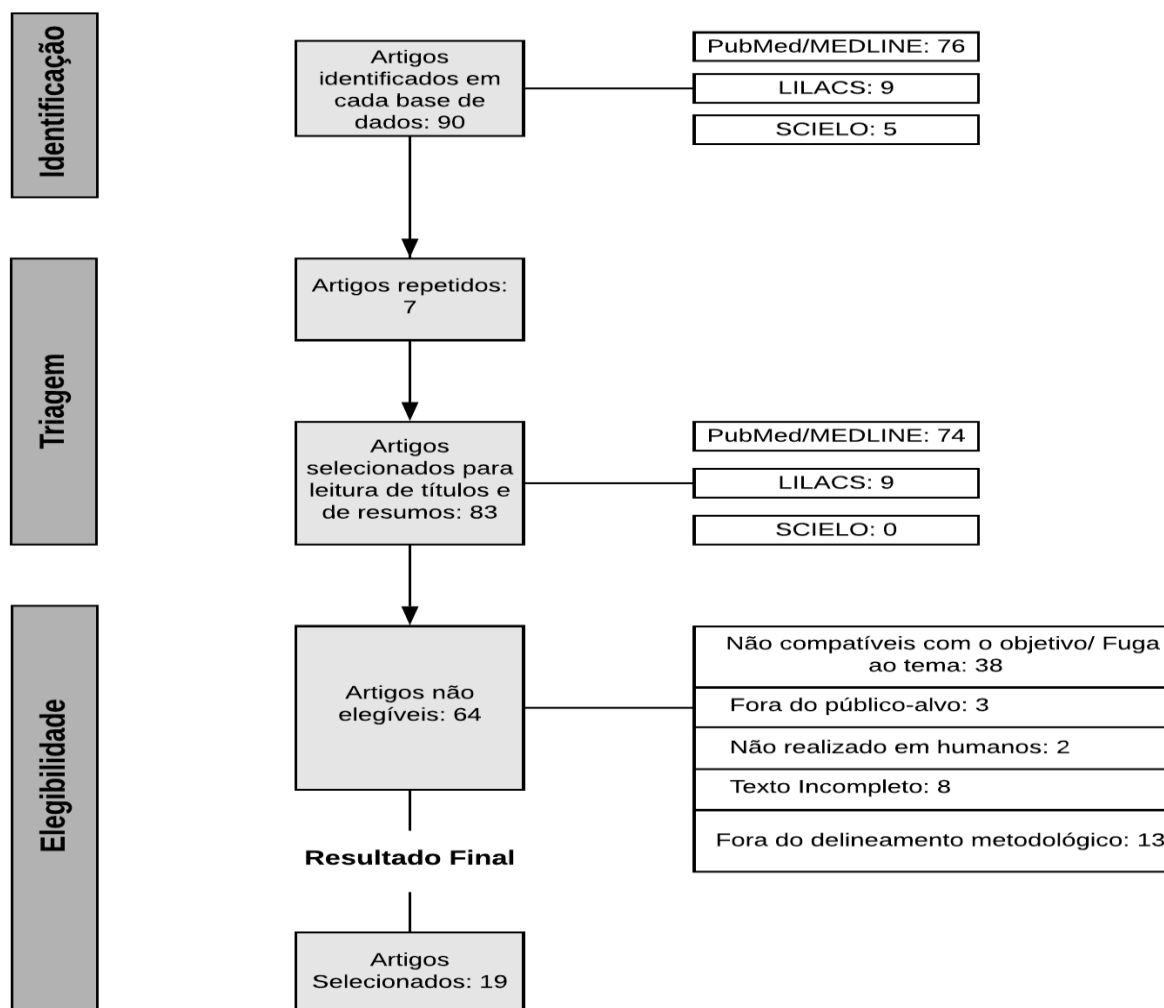 Identificação
Artigos
identificados em
cada base de
dados: 90
PubMed/MEDLINE: 76
LILACS: 9
SCIELO: 5
Triagem
Artigos repetidos:
7
Artigos
selecionados para
leitura de títulos e
de resumos: 83
PubMed/MEDLINE: 74
LILACS: 9
SCIELO: 0
Elegibilidade
Artigos não
elegíveis: 64
Não compatíveis com o objetivo/ Fuga
ao tema: 38
Fora do público-alvo: 3
Não realizado em humanos: 2
Texto Incompleto: 8
Fora do delineamento metodológico: 13
Resultado Final
Artigos
Selecionados: 19